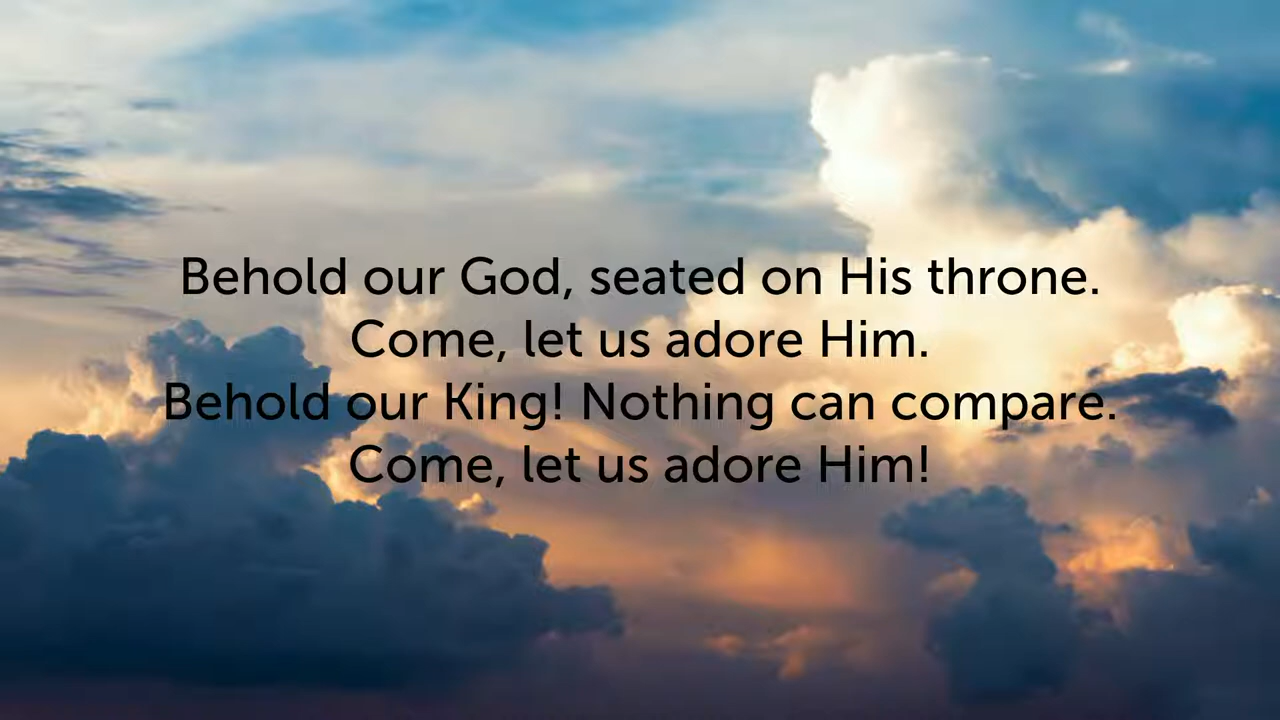 Behold our God, seated on His throne.
Come, let us adore Him.
Behold our King! Nothing can compare.
Come, let us adore Him!